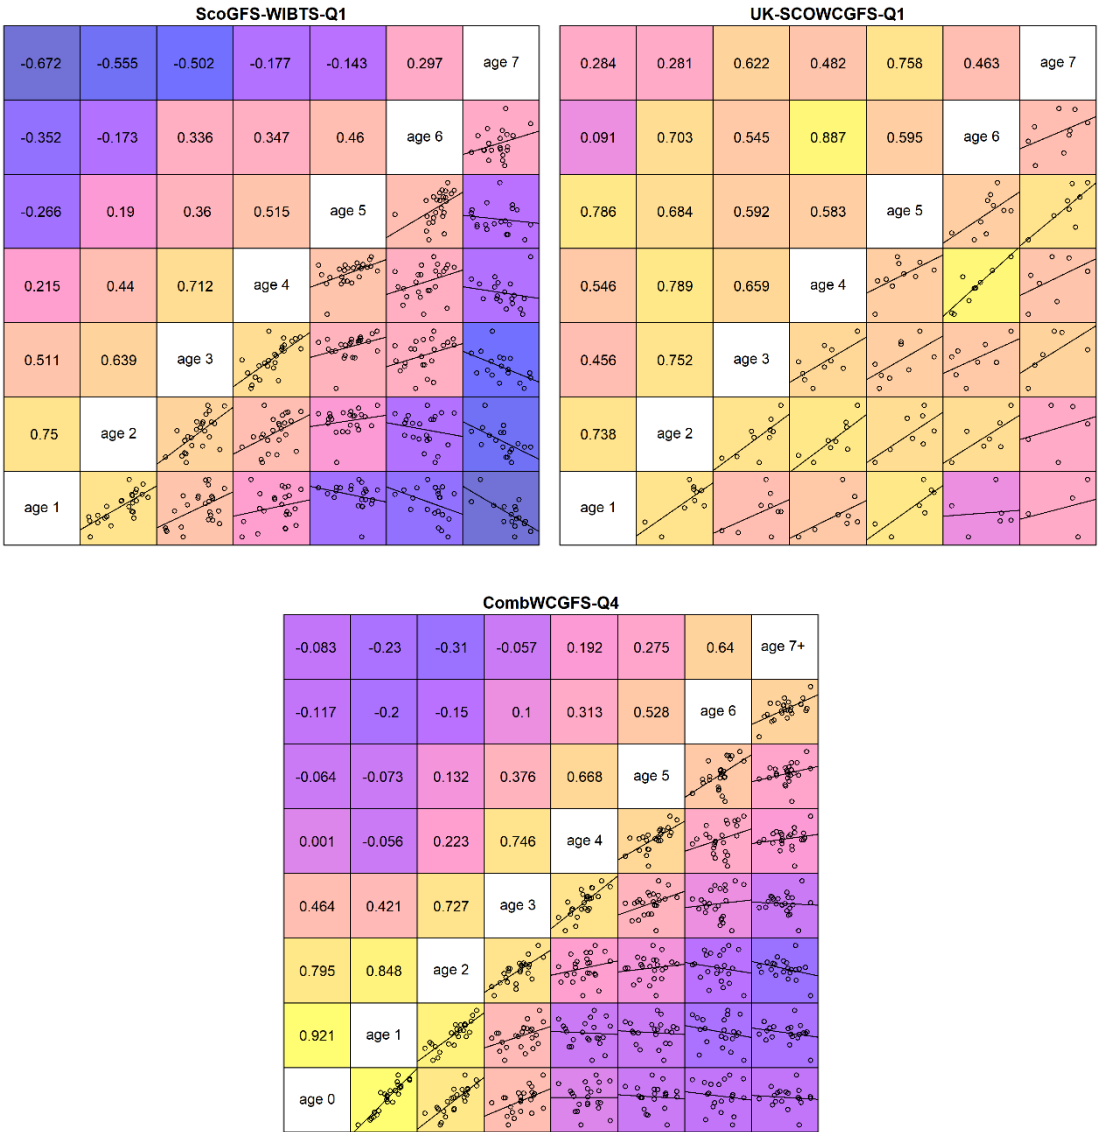 ScoGFS-WIBTS-Q1
-0.672 -0.555 -0.502 -0.177 -0.143 0.297 age 7
-0.352 -0.173 0.336 0.347 0.46 age 6
-0.266 0.19 0.36 0.515 age 5
0.215 0.44 0.712 age 4
0.511 0.639 age 3
0.75 age 2
age 1
UK-SCOWCGFS-Q1
0.284 0.281 0.622 0.482 0.758 0.463 age 7
0.091 0.703 0.545 0.887 0.595 age 6
0.786 0.684 0.592 0.583 age 5
0.546 0.789 0.659 age 4
0.456 0.752 age 3
0.738 age 2
age 1
CombWCGFS-Q4
-0.083 -0.23 -0.31 -0.057 0.192 0.275 0.64 age 7+
-0.117 -0.2 -0.15 0.1 0.313 0.528 age 6
-0.064 -0.073 0.132 0.376 0.668 age 5
0.001 -0.056 0.223 0.746 age 4
0.464 0.421 0.727 age 3
0.795 0.848 age 2
0.921 age 1
age 0